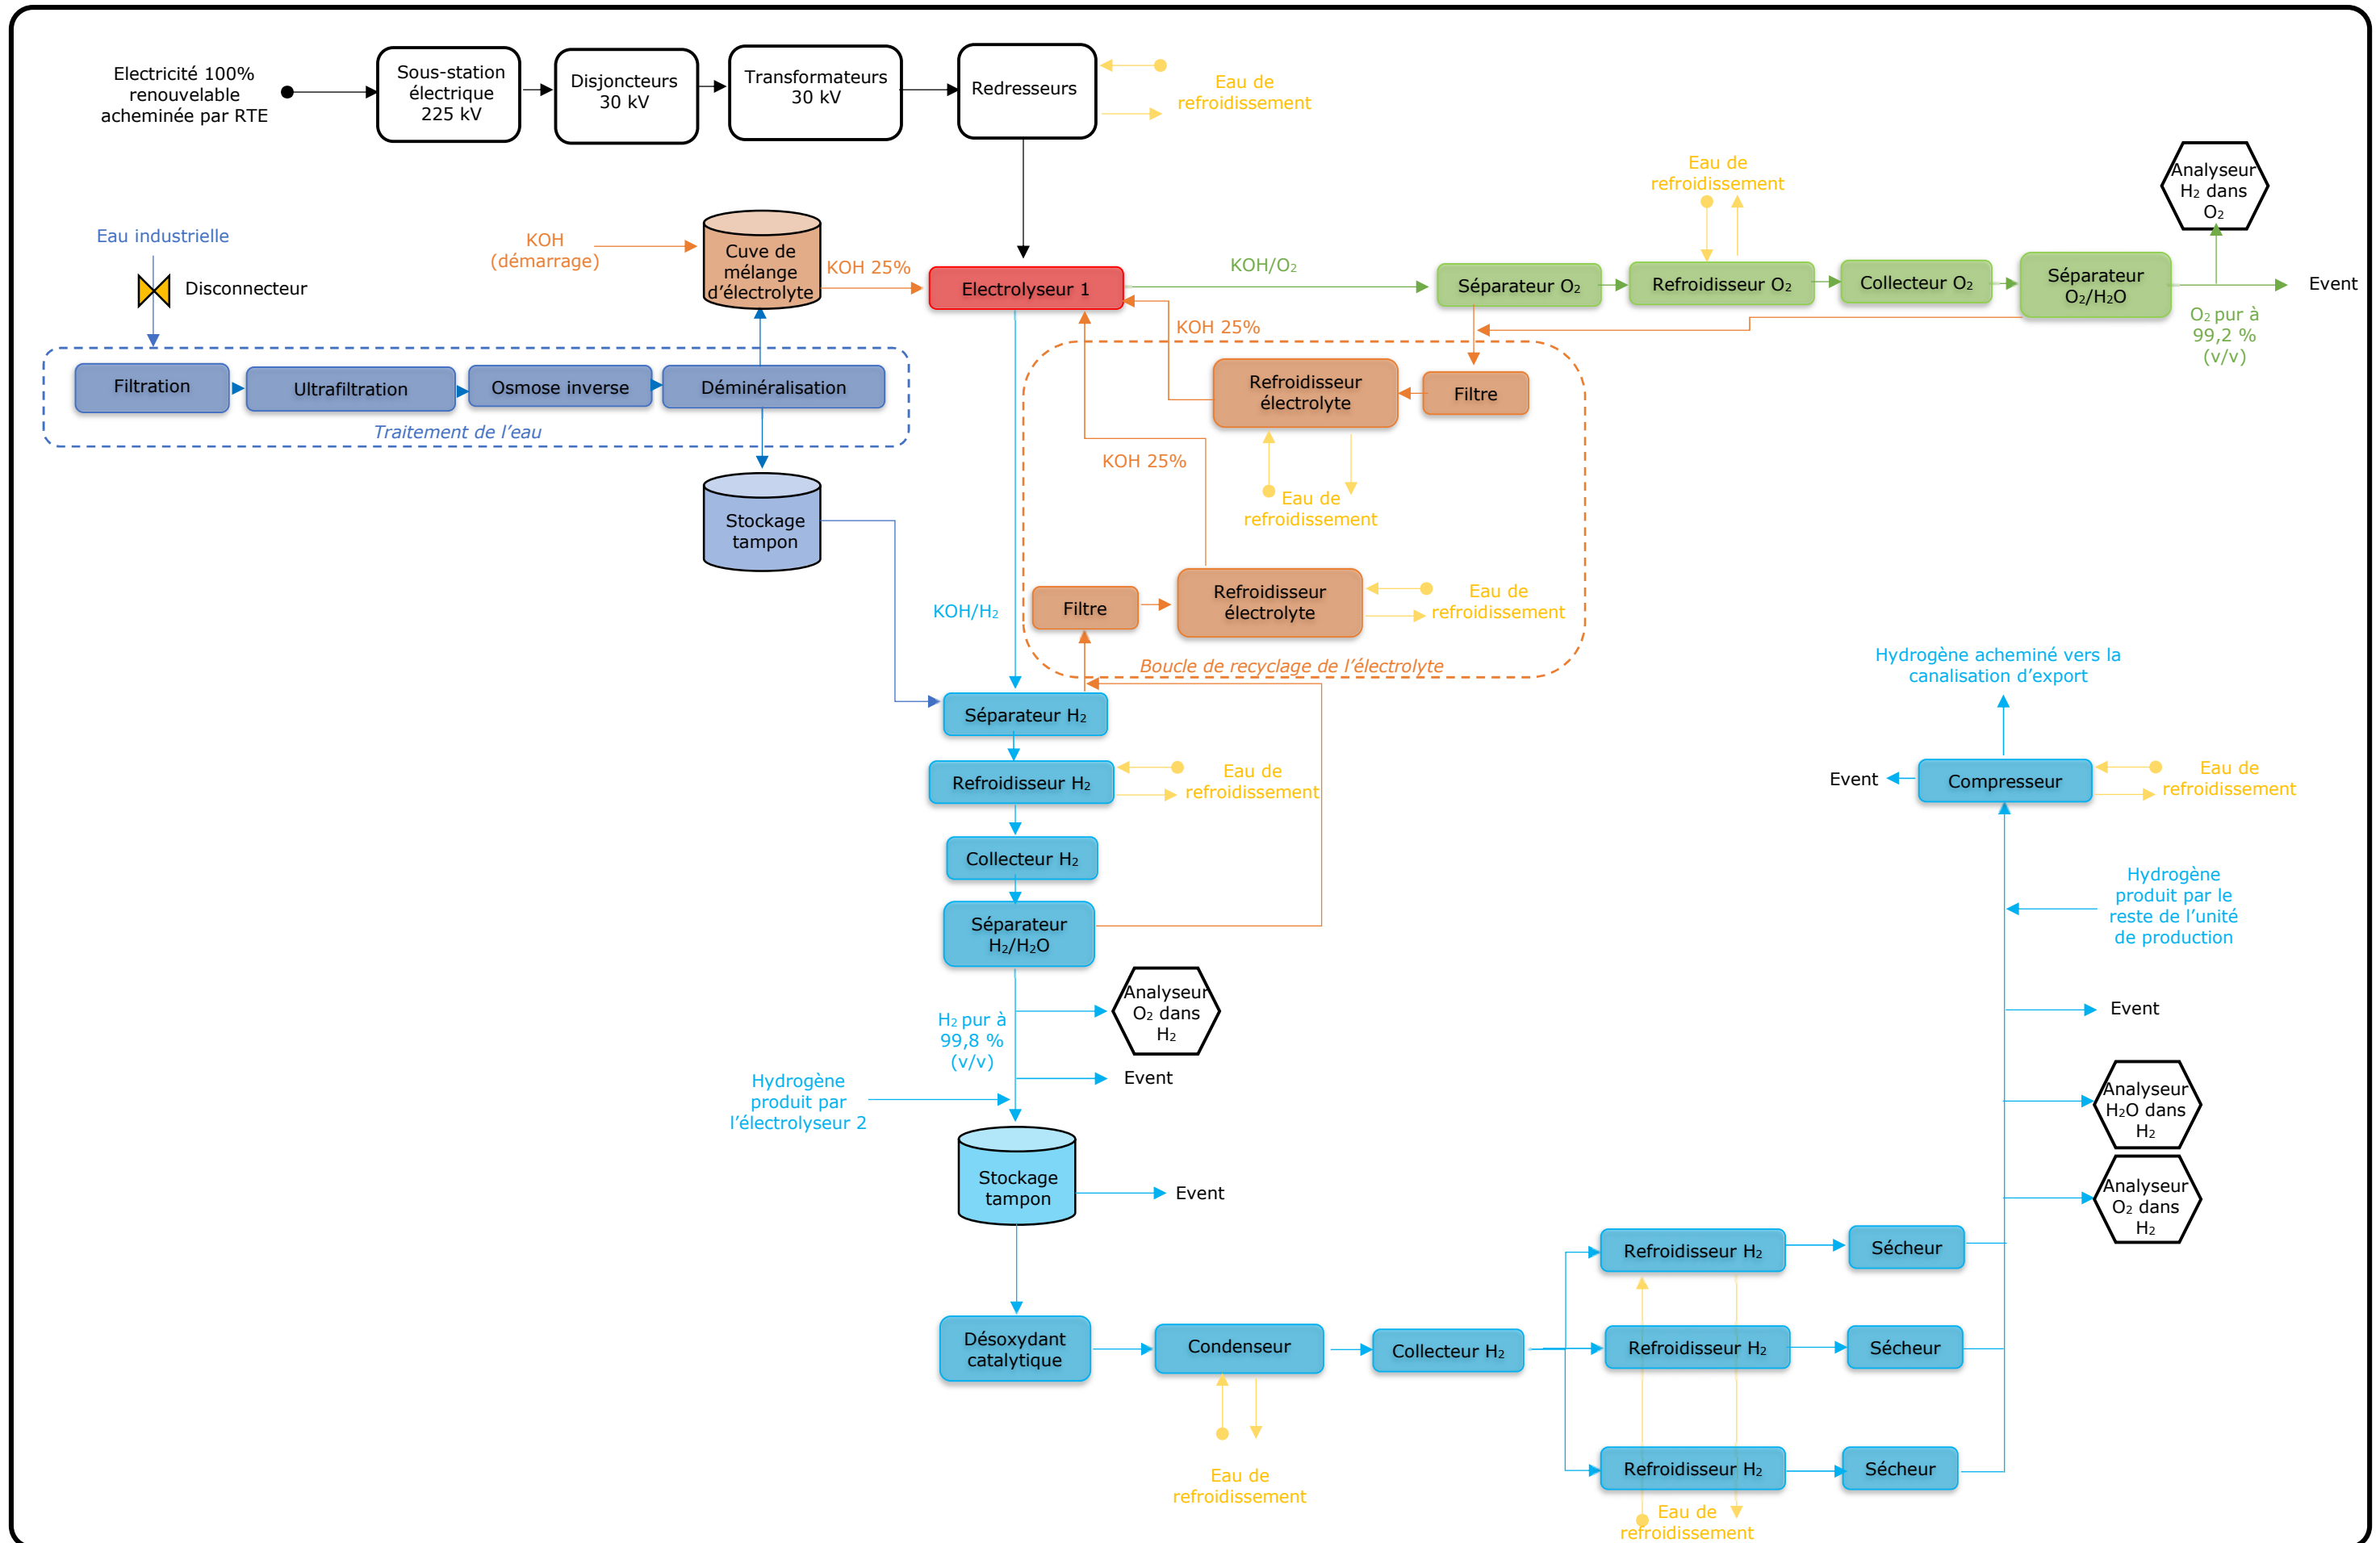 Electricité 100%
renouvelable
acheminée par RTE
Sous-station
électrique
225 kV
Disjoncteurs
30 kV
Transformateurs
30 kV
Redresseurs
Eau de
refroidissement
Eau industrielle
Disconnecteur
KOH
(démarrage)
Cuve de
mélange
d’électrolyte
KOH 25%
Electrolyseur 1
KOH/O₂
Séparateur O₂
Eau de
refroidissement
Refroidisseur O₂
Collecteur O₂
Séparateur
O₂/H₂O
Analyseur
H₂ dans
O₂
Event
O₂ pur à
99,2 %
(v/v)
Filtration
Ultrafiltration
Osmose inverse
Déminéralisation
Traitement de l’eau
KOH 25%
Refroidisseur
électrolyte
Filtre
KOH 25%
Eau de
refroidissement
Stockage
tampon
KOH/H₂
Filtre
Refroidisseur
électrolyte
Eau de
refroidissement
Boucle de recyclage de l’électrolyte
Séparateur H₂
Refroidisseur H₂
Eau de
refroidissement
Collecteur H₂
Séparateur
H₂/H₂O
H₂ pur à
99,8 %
(v/v)
Analyseur
O₂ dans
H₂
Event
Hydrogène
produit par
l’électrolyseur 2
Stockage
tampon
Event
Désoxydant
catalytique
Condenseur
Eau de
refroidissement
Collecteur H₂
Refroidisseur H₂
Sécheur
Refroidisseur H₂
Sécheur
Refroidisseur H₂
Sécheur
Eau de
refroidissement
Hydrogène acheminé vers la
canalisation d’export
Event
Compresseur
Eau de
refroidissement
Hydrogène
produit par le
reste de l’unité
de production
Event
Analyseur
H₂O dans
H₂
Analyseur
O₂ dans
H₂